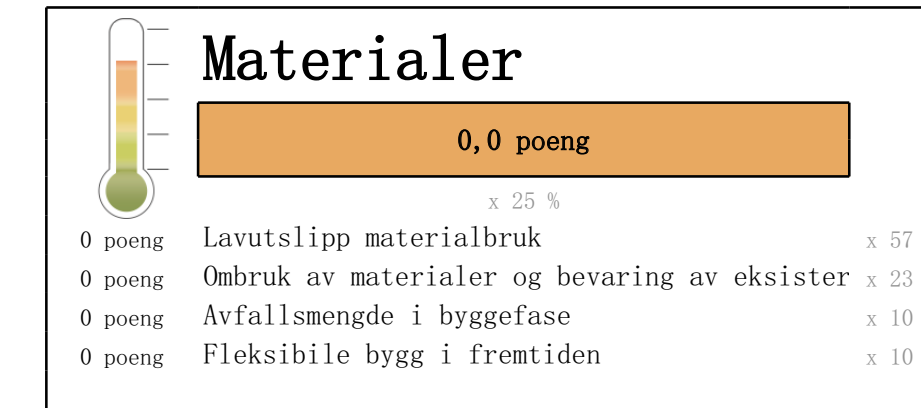 Materialer
0,0 poeng
x 25 %
0 poeng Lavutslipp materialbruk x 57
0 poeng Ombruk av materialer og bevaring av eksister x 23
0 poeng Avfallsmengde i byggefase x 10
0 poeng Fleksibile bygg i fremtiden x 10